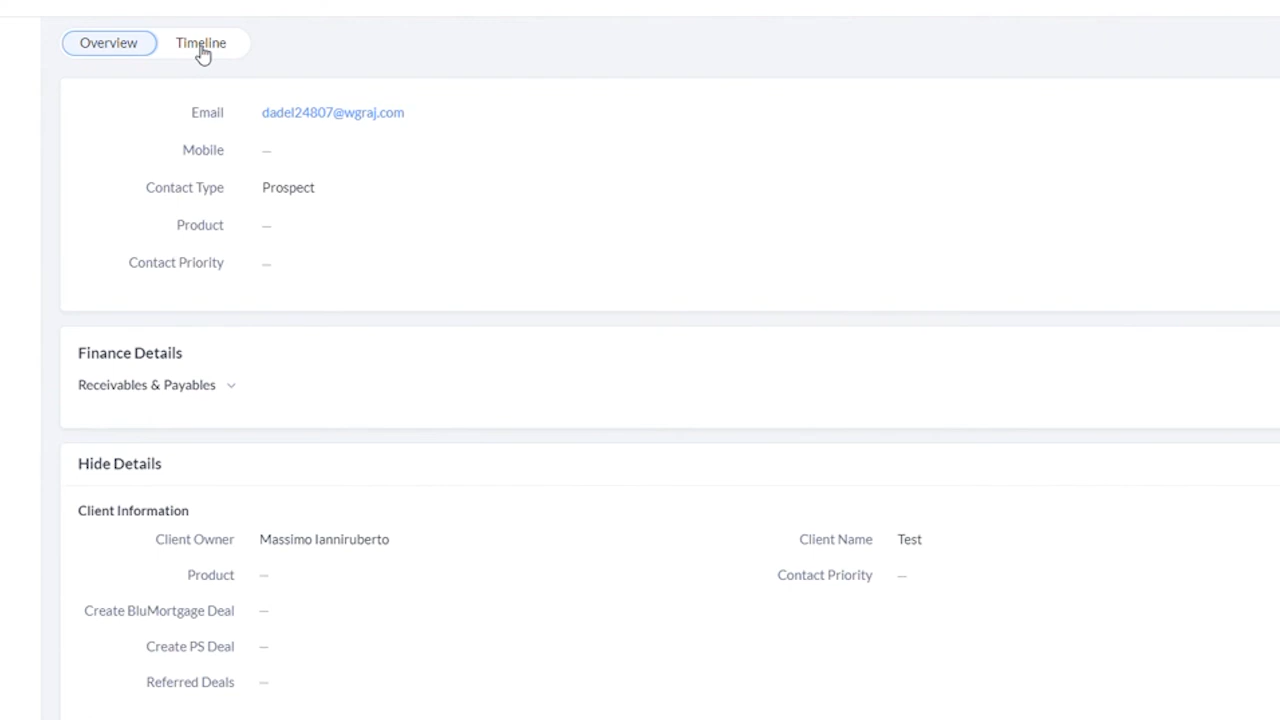 Overview Timeline
Email dadel24807@wgraj.com
Mobile —
Contact Type Prospect
Product —
Contact Priority —
Finance Details
Receivables & Payables
Hide Details
Client Information
Client Owner Massimo Ianniruberto Client Name Test
Product — Contact Priority —
Create BluMortgage Deal —
Create PS Deal —
Referred Deals —